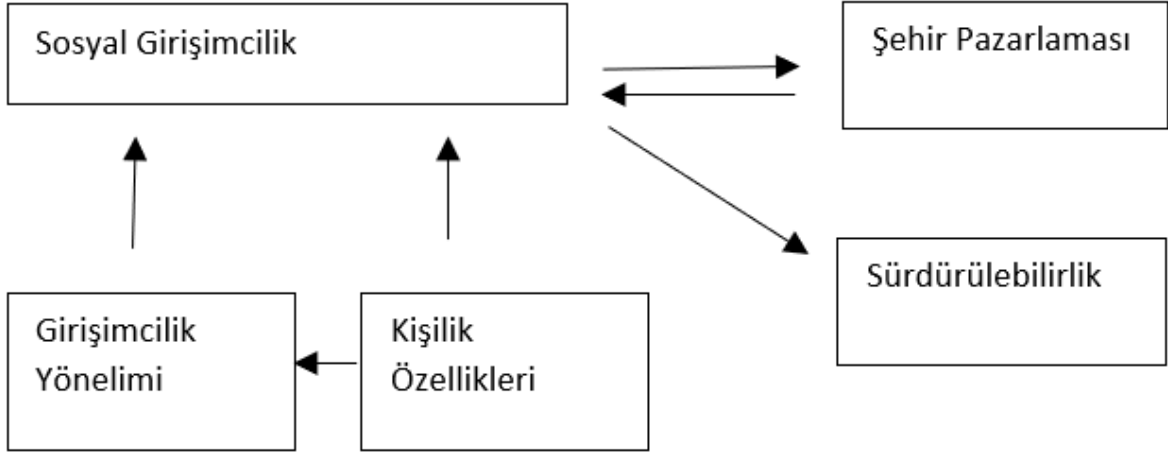 Sosyal Girişimcilik
Şehir Pazarlaması
Sürdürülebilirlik
Girişimcilik
Yönelimi
Kişilik
Özellikleri